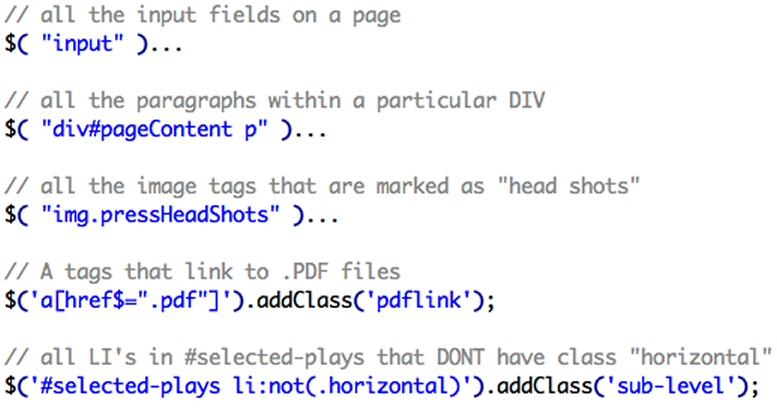 // all the input fields on a page
$( "input" )...
// all the paragraphs within a particular DIV
$( "div#pageContent p" )...
// all the image tags that are marked as "head shots"
$( "img.pressHeadShots" )...
// A tags that link to .PDF files
$('a[href$=".pdf"]').addClass('pdflink');
// all LI's in #selected-plays that DONT have class "horizontal"
$('#selected-plays li:not(.horizontal)').addClass('sub-level');